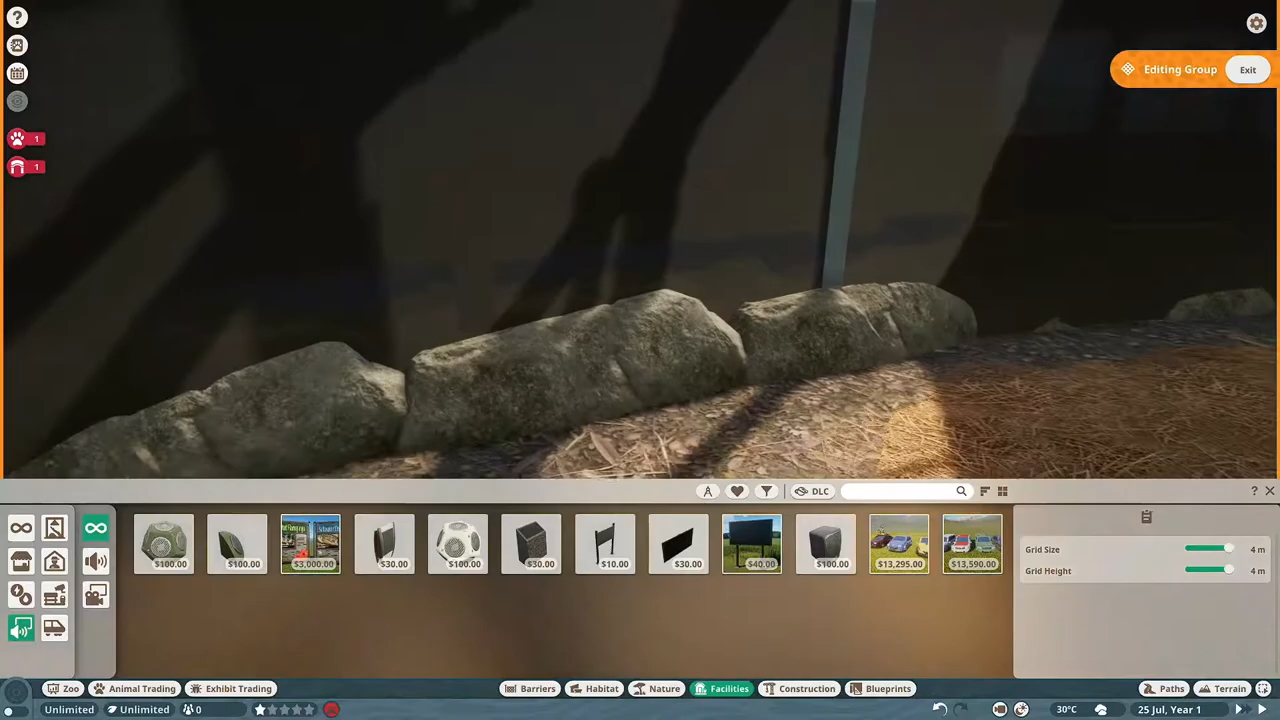 ?
Editing Group
Exit
1
1
DLC
?
$100.00
$100.00
$3,000.00
$30.00
$100.00
$30.00
$10.00
$30.00
$40.00
$100.00
$13,295.00
$13,590.00
Grid Size
4 m
Grid Height
4 m
Zoo
Animal Trading
Exhibit Trading
Barriers
Habitat
Nature
Facilities
Construction
Blueprints
Paths
Terrain
Unlimited
Unlimited
0
30°C
25 Jul, Year 1